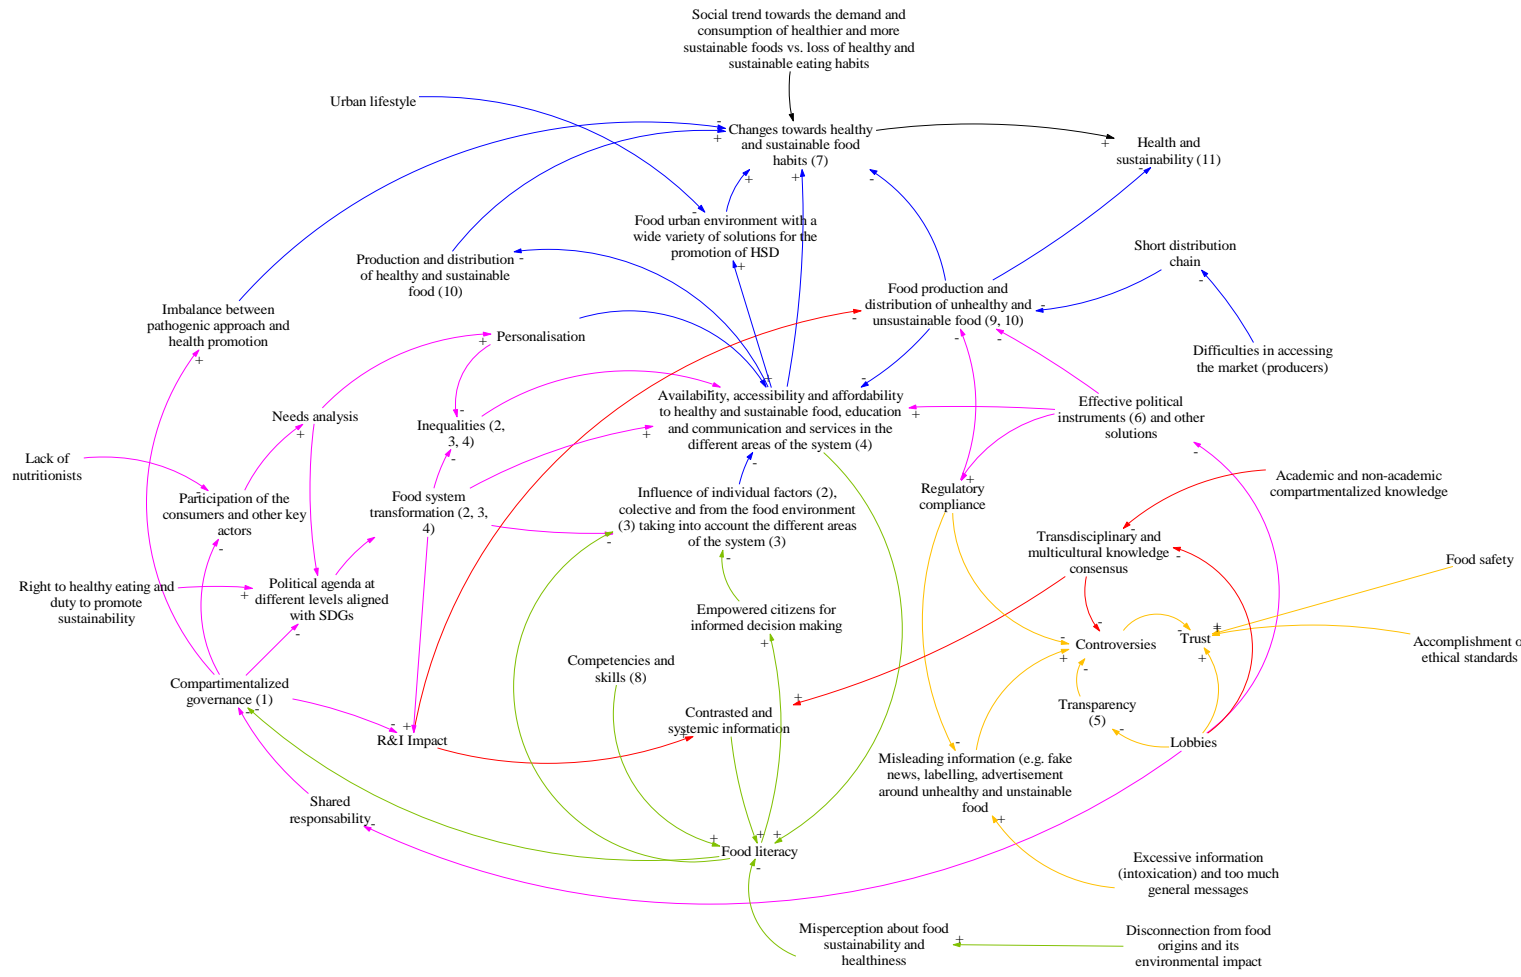 Social trend towards the demand and
consumption of healthier and more
sustainable foods vs. loss of healthy and
sustainable eating habits
Urban lifestyle
Changes towards healthy
and sustainable food
habits (7)
Health and
sustainability (11)
Food urban environment with a
wide variety of solutions for the
promotion of HSD
Production and distribution
of healthy and sustainable
food (10)
Short distribution
chain
Food production and
distribution of unhealthy and
unsustainable food (9, 10)
Imbalance between
pathogenic approach and
health promotion
Personalisation
Difficulties in accessing
the market (producers)
Needs analysis
Inequalities (2,
3, 4)
Availability, accessibility and affordability
to healthy and sustainable food, education
and communication and services in the
different areas of the system (4)
Effective political
instruments (6) and other
solutions
Lack of
nutritionists
Participation of the
consumers and other key
actors
Food system
transformation (2, 3,
4)
Influence of individual factors (2),
colective and from the food environment
(3) taking into account the different areas
of the system (3)
Regulatory
compliance
Academic and non-academic
compartmentalized knowledge
Transdisciplinary and
multicultural knowledge
consensus
Food safety
Right to healthy eating and
duty to promote
sustainability
Political agenda at
different levels aligned
with SDGs
Empowered citizens for
informed decision making
Controversies
Trust
Accomplishment o
ethical standards
Competencies and
skills (8)
Compartimentalized
governance (1)
Contrasted and
systemic information
Transparency
(5)
R&I Impact
Lobbies
Misleading information (e.g. fake
news, labelling, advertisement
around unhealthy and unstainable
food
Shared
responsability
Food literacy
Excessive information
(intoxication) and too much
general messages
Misperception about food
sustainability and
healthiness
Disconnection from food
origins and its
environmental impact